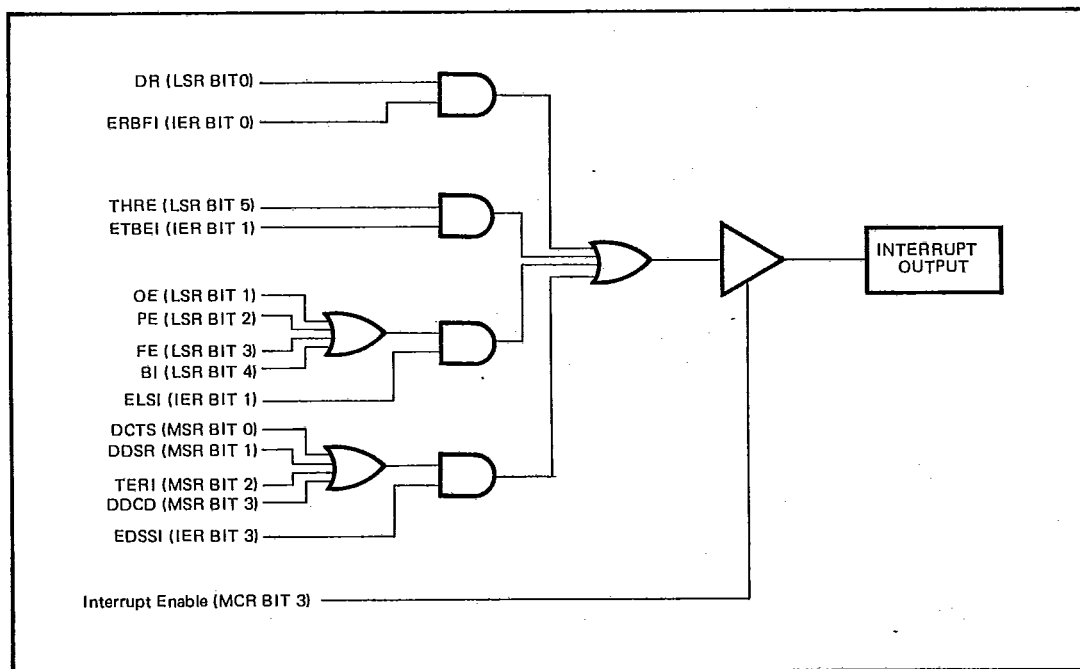 DR (LSR BIT0)
ERBFI (IER BIT 0)
THRE (LSR BIT 5)
ETBEI (IER BIT 1)
OE (LSR BIT 1)
PE (LSR BIT 2)
FE (LSR BIT 3)
BI (LSR BIT 4)
ELSI (IER BIT 1)
DCTS (MSR BIT 0)
DDSR (MSR BIT 1)
TERI (MSR BIT 2)
DDCD (MSR BIT 3)
EDSSI (IER BIT 3)
Interrupt Enable (MCR BIT 3)
INTERRUPT
OUTPUT